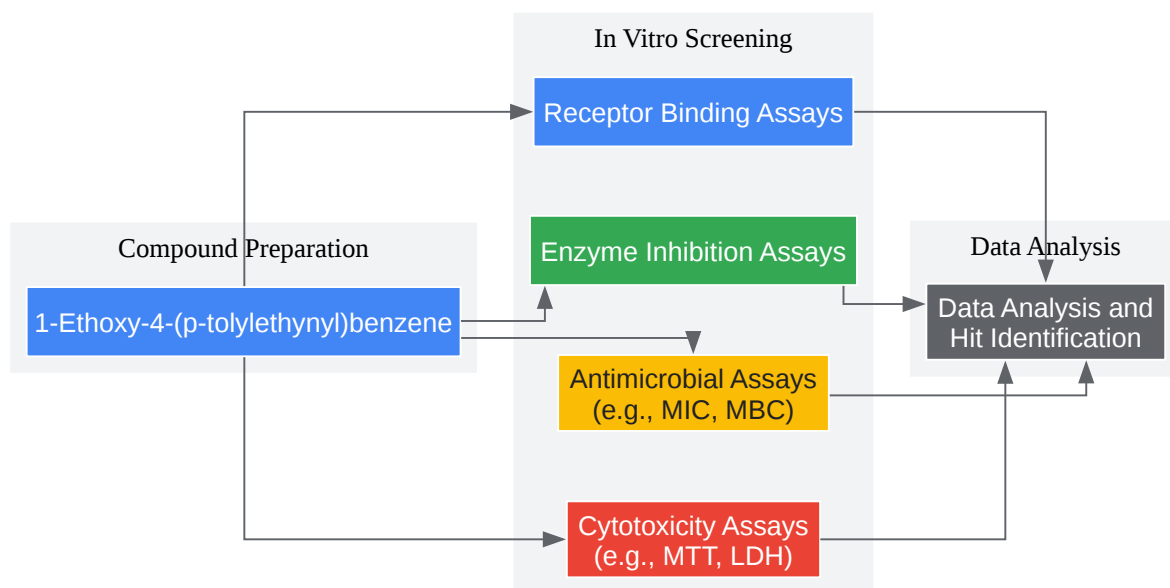 In Vitro Screening
Receptor Binding Assays
Compound Preparation
Enzyme Inhibition Assays
Data Analysis
1-Ethoxy-4-(p-tolylethynyl)benzene
Data Analysis and
Hit Identification
Antimicrobial Assays
(e.g., MIC, MBC)
Cytotoxicity Assays
(e.g., MTT, LDH)